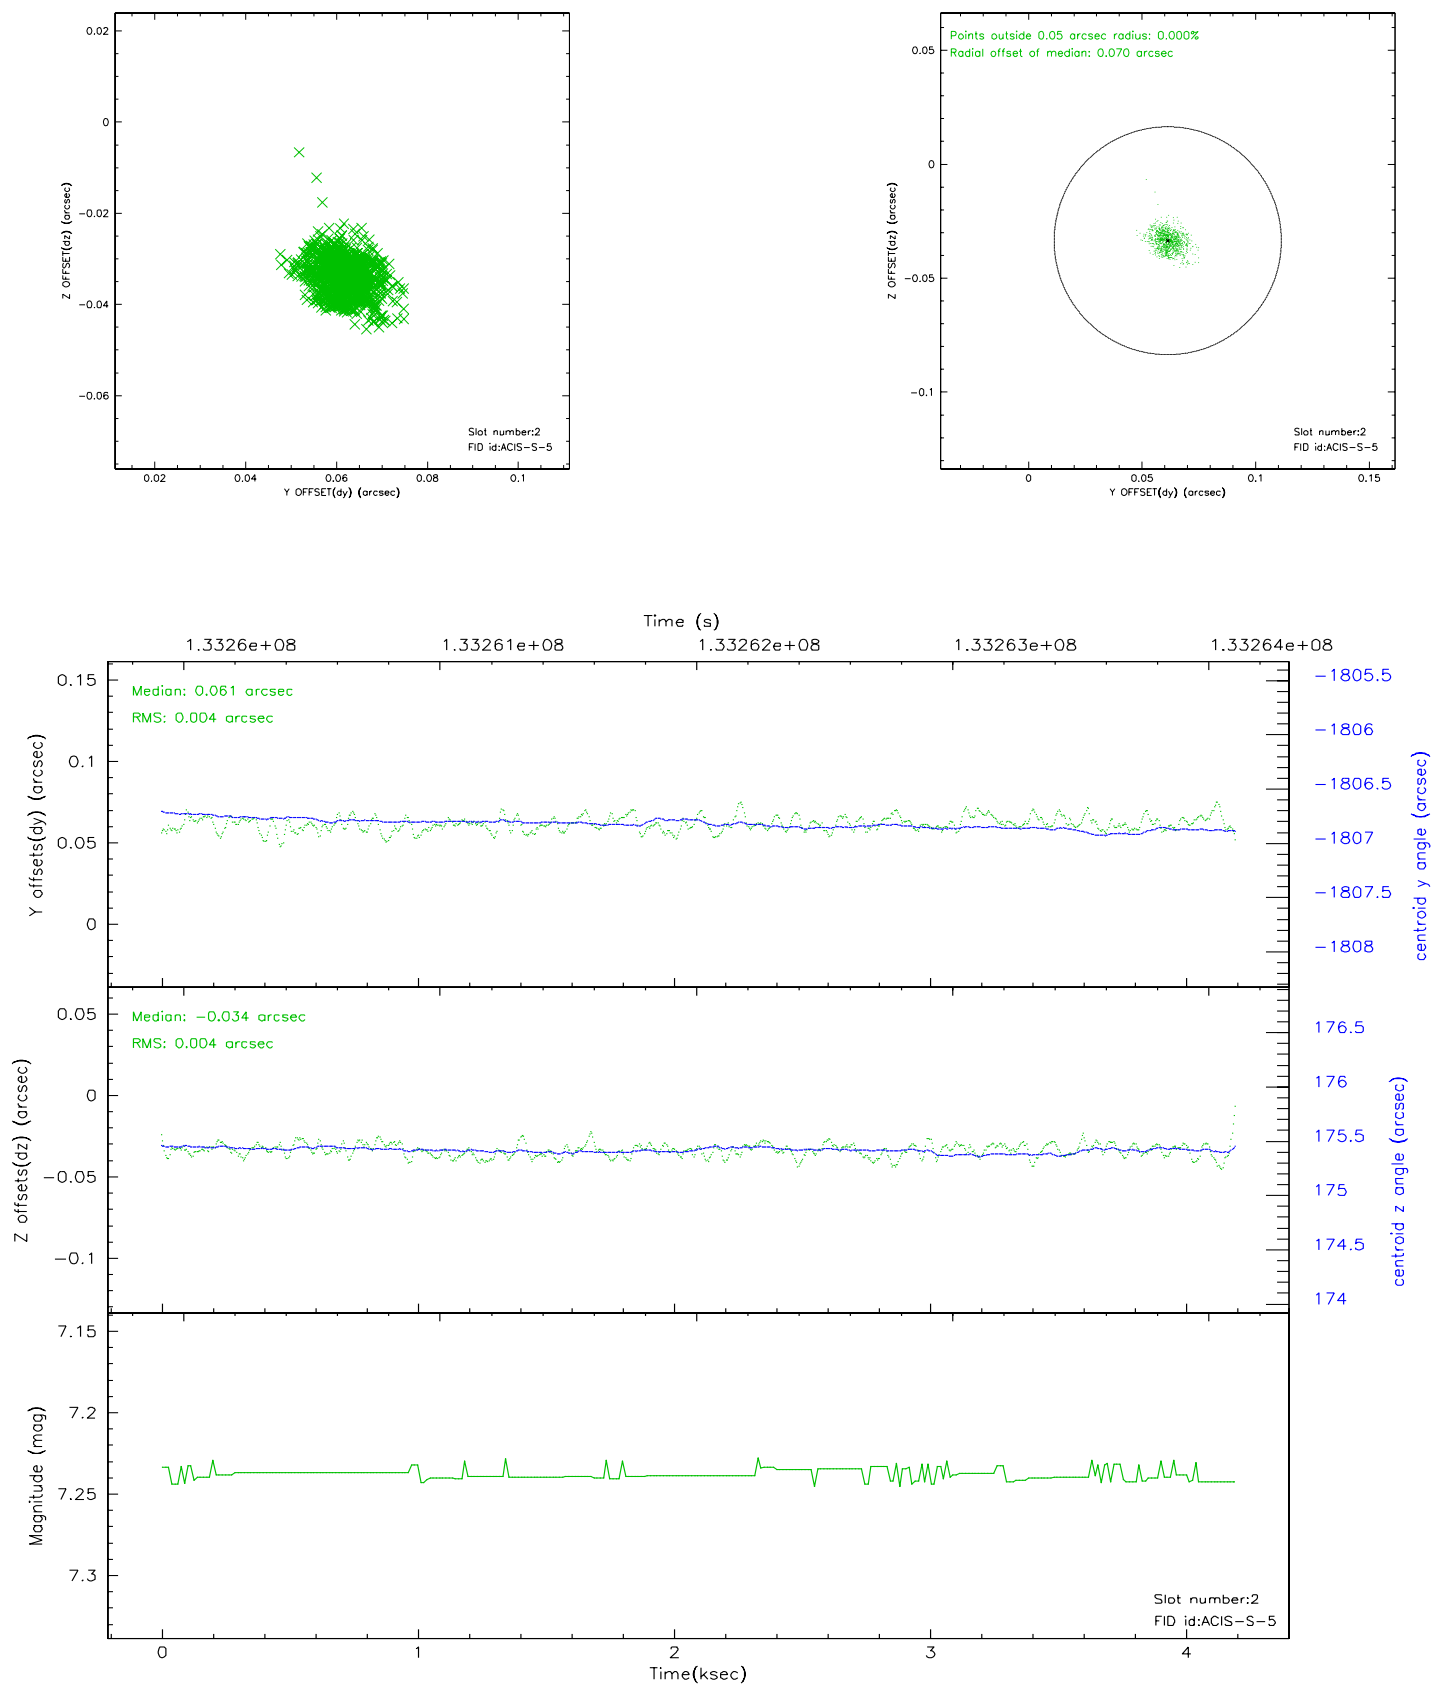 0.02
0
-0.02
-0.04
-0.06
Z OFFSET(dz) (arcsec)
Slot number:2
FID id:ACIS-S-5
0.02 0.04 0.06 0.08 0.1
Y OFFSET(dy) (arcsec)
Points outside 0.05 arcsec radius: 0.000%
Radial offset of median: 0.070 arcsec
0.05
0
-0.05
-0.1
Z OFFSET(dz) (arcsec)
Slot number:2
FID id:ACIS-S-5
0 0.05 0.1 0.15
Y OFFSET(dy) (arcsec)
Time (s)
1.3326e+08 1.33261e+08 1.33262e+08 1.33263e+08 1.33264e+08
Median: 0.061 arcsec
RMS: 0.004 arcsec
0.15
0.1
0.05
0
Y offsets(dy) (arcsec)
-1805.5
-1806
-1806.5
-1807
-1807.5
-1808
centroid y angle (arcsec)
Median: -0.034 arcsec
RMS: 0.004 arcsec
0.05
0
-0.05
-0.1
Z offsets(dz) (arcsec)
176.5
176
175.5
175
174.5
174
centroid z angle (arcsec)
7.15
7.2
7.25
7.3
Magnitude (mag)
Slot number:2
FID id:ACIS-S-5
0 1 2 3 4
Time(ksec)